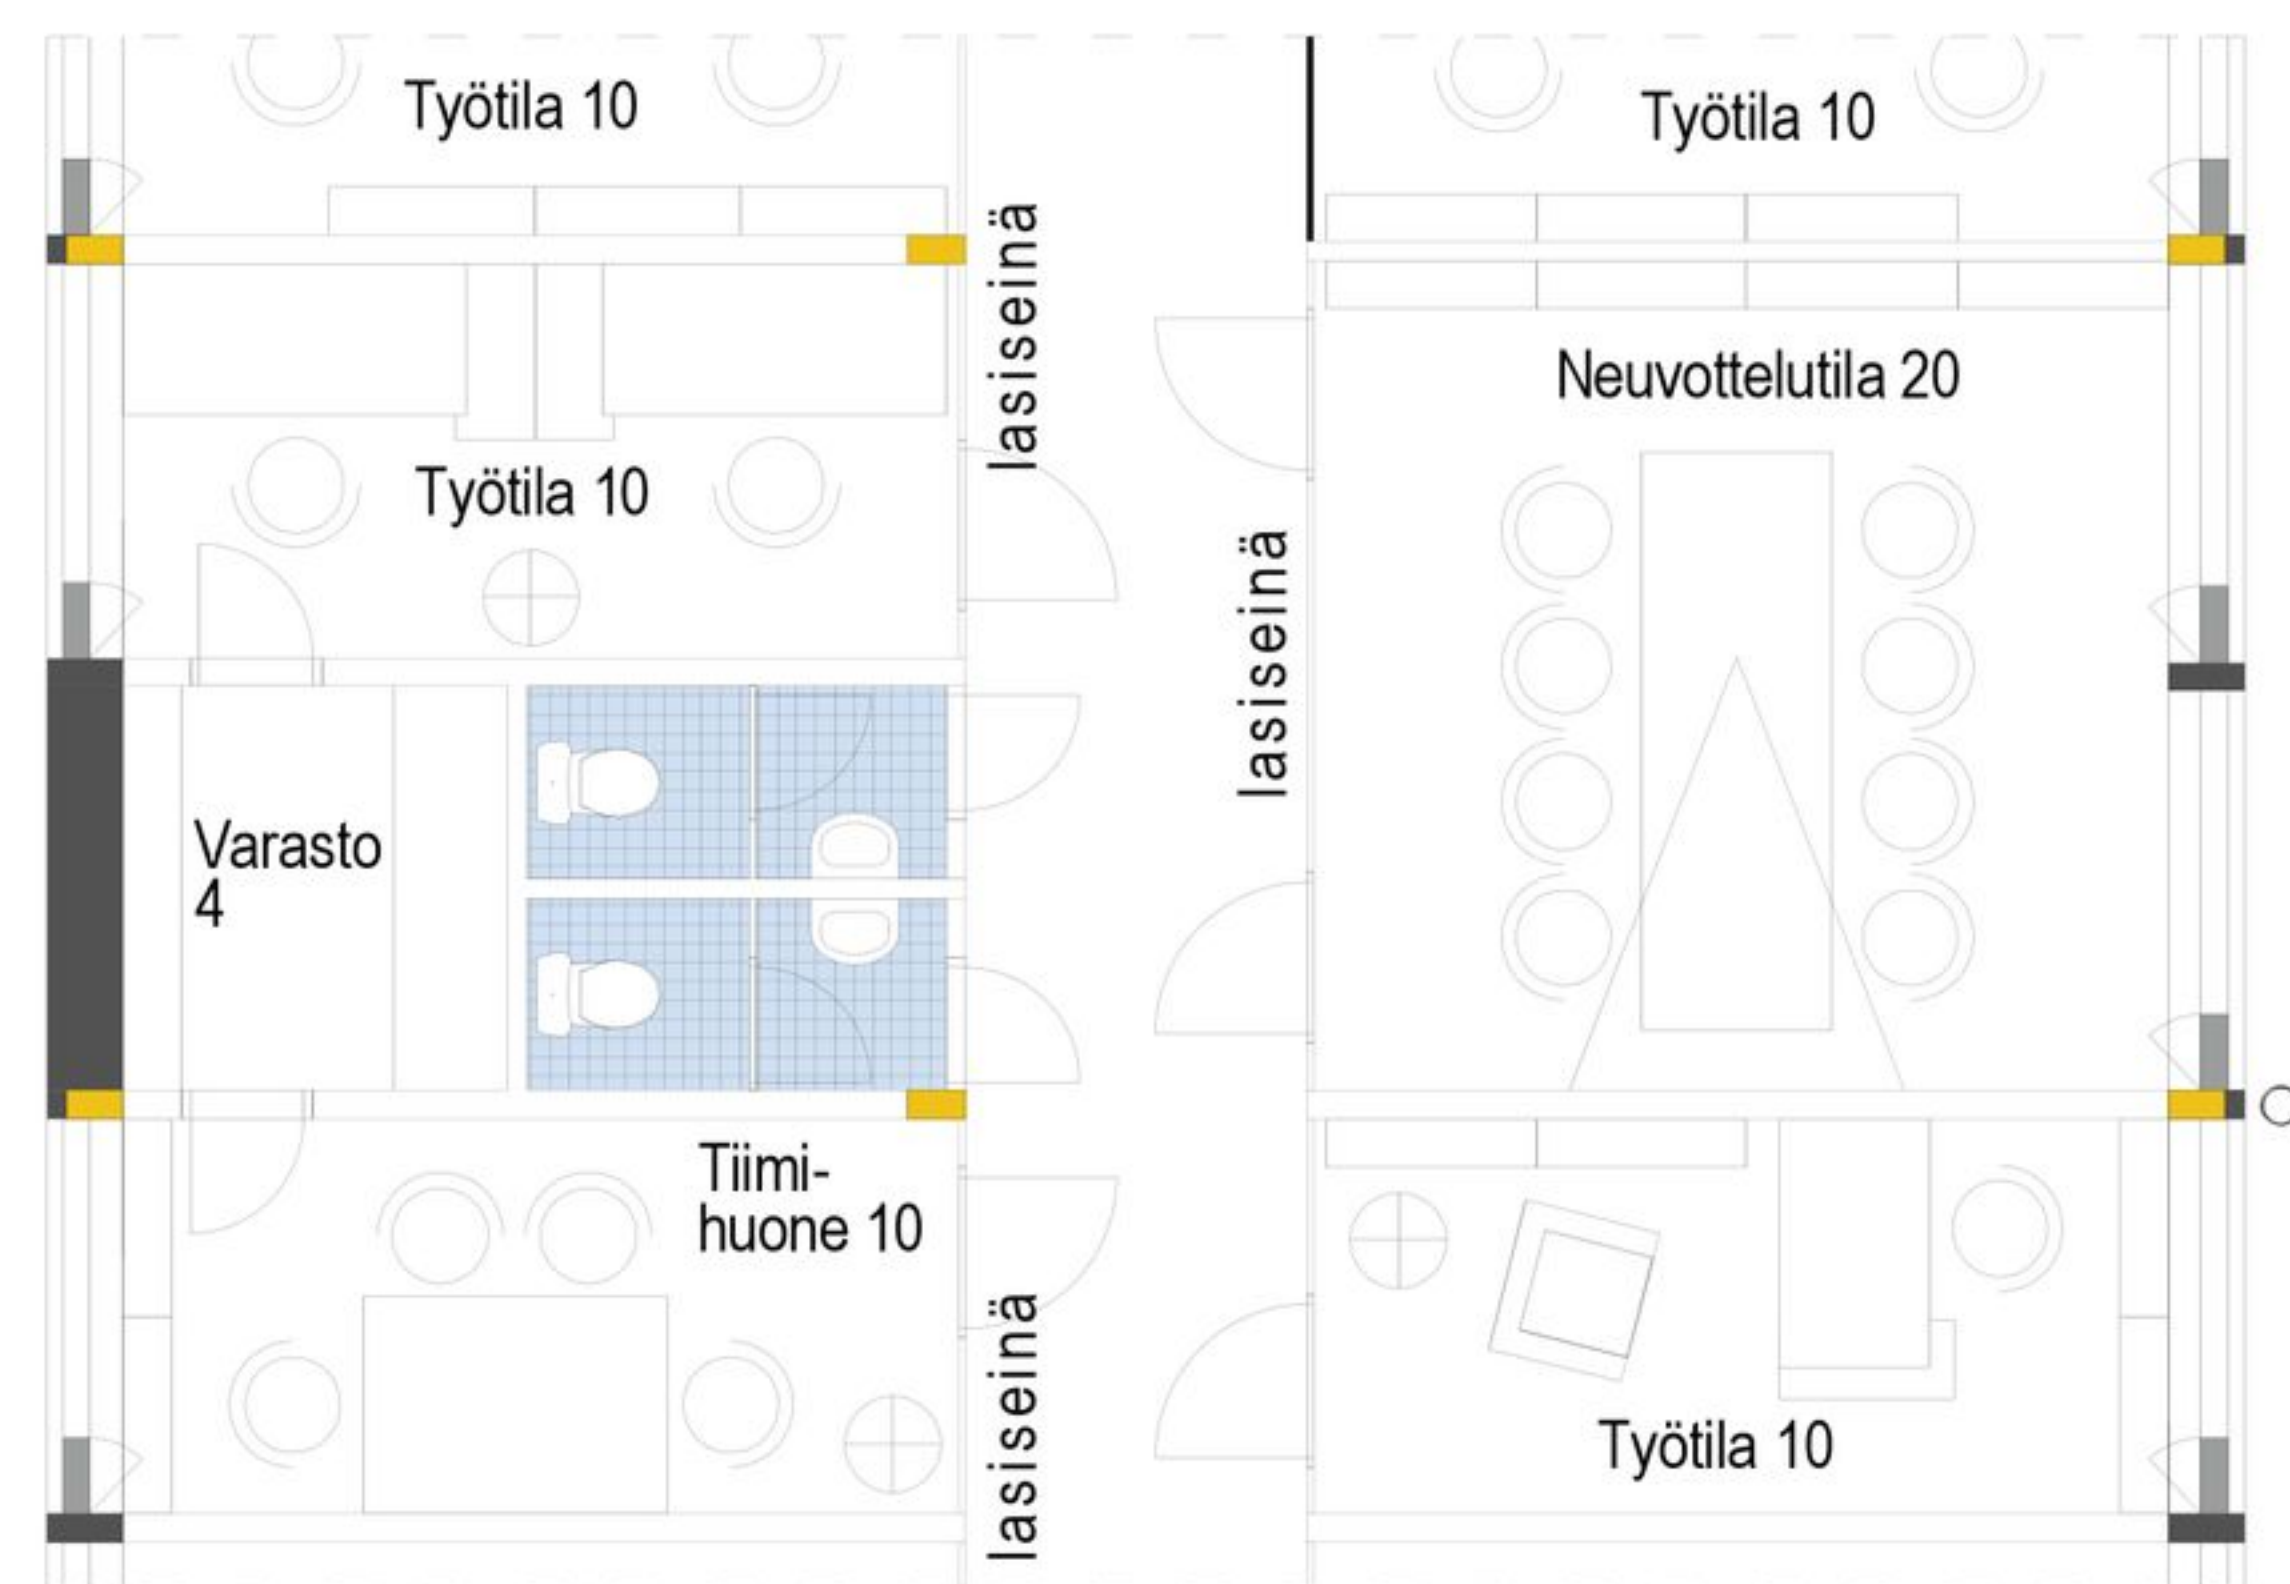 Työtila 10
Työtila 10
lasiseinä
Neuvottelutila 20
Työtila 10
lasiseinä
Varasto
4
Tiimi-
huone 10
lasiseinä
Työtila 10